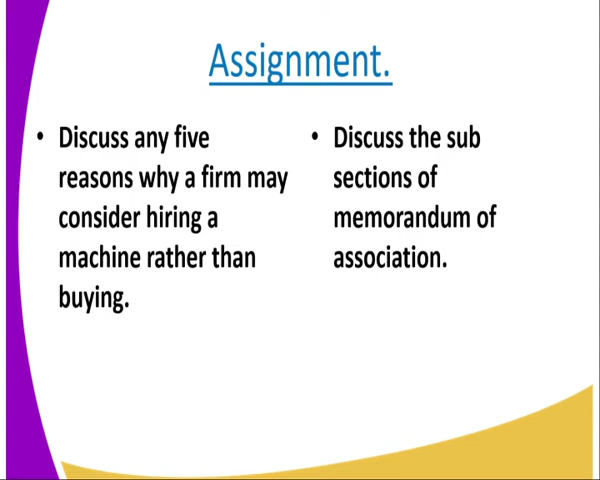 Assignment.
• Discuss any five
reasons why a firm may
consider hiring a
machine rather than
buying.
• Discuss the sub
sections of
memorandum of
association.